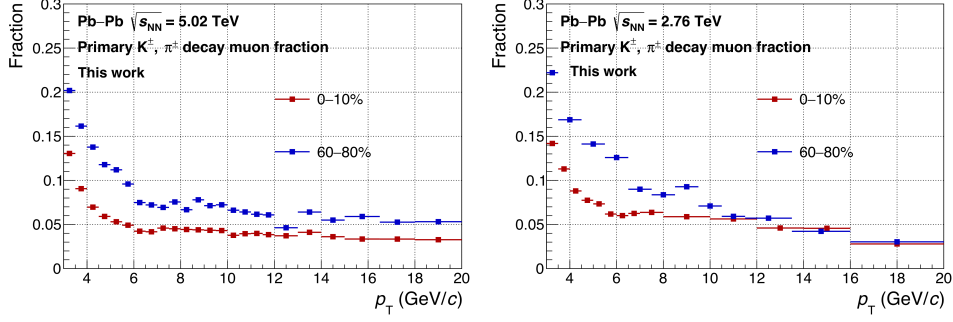 Fraction
0.3
0.25
0.2
0.15
0.1
0.05
0
Pb–Pb √sNN = 5.02 TeV
Primary K±, π± decay muon fraction
This work
0–10%
60–80%
4 6 8 10 12 14 16 18 20
pT (GeV/c)
Fraction
0.3
0.25
0.2
0.15
0.1
0.05
0
Pb–Pb √sNN = 2.76 TeV
Primary K±, π± decay muon fraction
This work
0–10%
60–80%
4 6 8 10 12 14 16 18 20
pT (GeV/c)